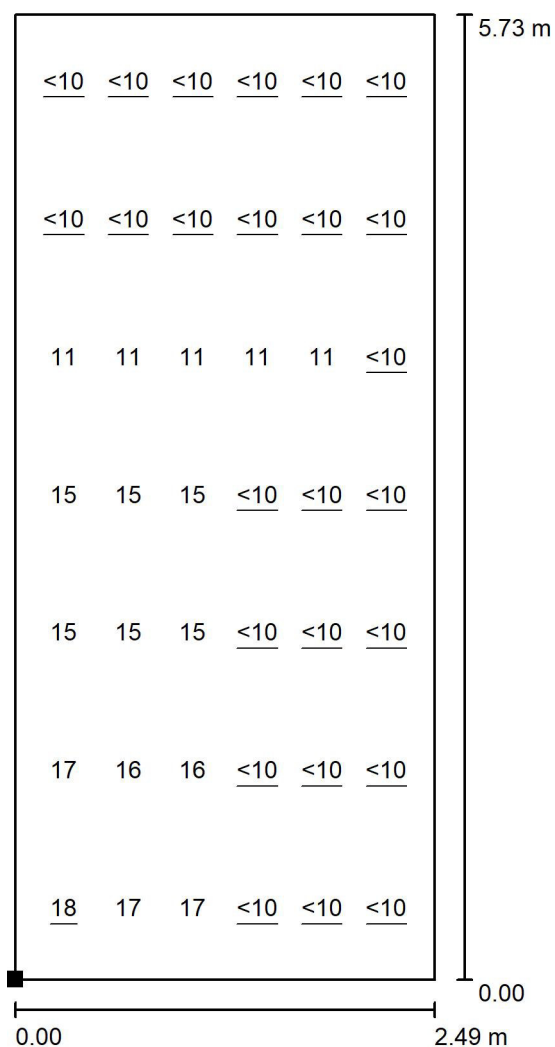 5.73 m
<10 <10 <10 <10 <10 <10
<10 <10 <10 <10 <10 <10
11 11 11 11 11 <10
15 15 15 <10 <10 <10
15 15 15 <10 <10 <10
17 16 16 <10 <10 <10
18 17 17 <10 <10 <10
0.00
0.00 2.49 m